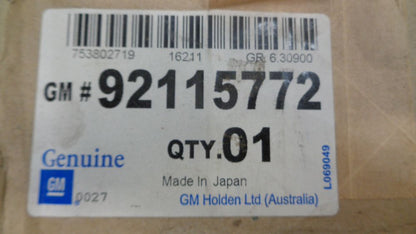 753802719 16211 GR. 6.30900
GM # 92115772
QTY. 01
Genuine
GM
0027
Made In Japan
GM Holden Ltd (Australia)
L069049